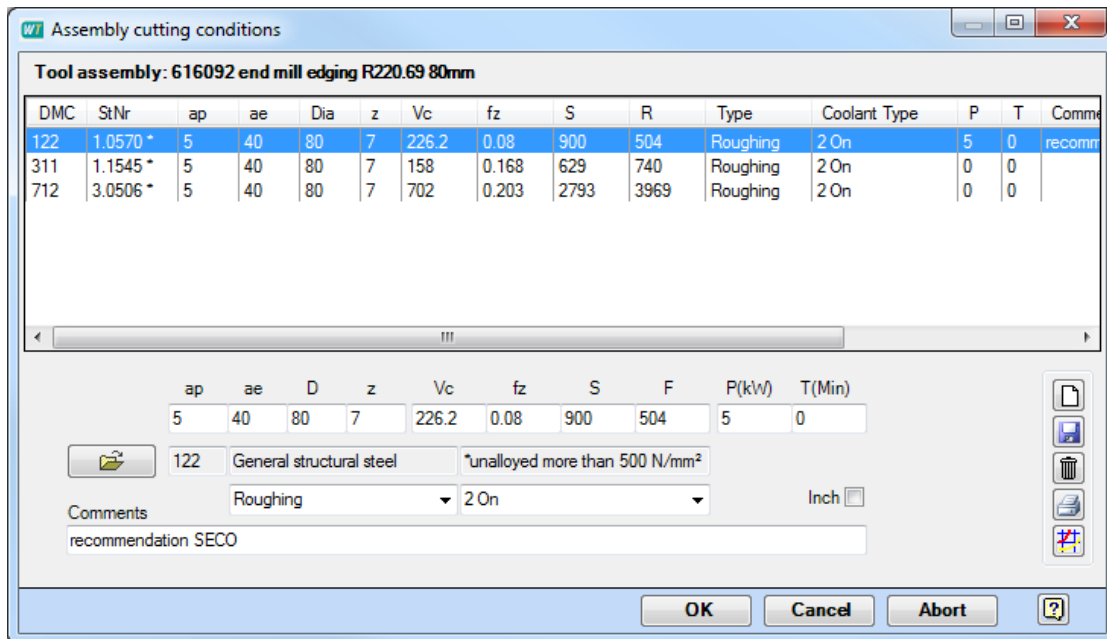 WT Assembly cutting conditions
Tool assembly: 616092 end mill edging R220.69 80mm
DMC StNr ap ae Dia z Vc fz S R Type Coolant Type P T Comme
122 1.0570 * 5 40 80 7 226.2 0.08 900 504 Roughing 2 On 5 0 recomm
311 1.1545 * 5 40 80 7 158 0.168 629 740 Roughing 2 On 0 0
712 3.0506 * 5 40 80 7 702 0.203 2793 3969 Roughing 2 On 0 0
ap ae D z Vc fz S F P(kW) T(Min)
5 40 80 7 226.2 0.08 900 504 5 0
122 General structural steel *unalloyed more than 500 N/mm²
Roughing 2 On Inch
Comments
recommendation SECO
OK Cancel Abort ?